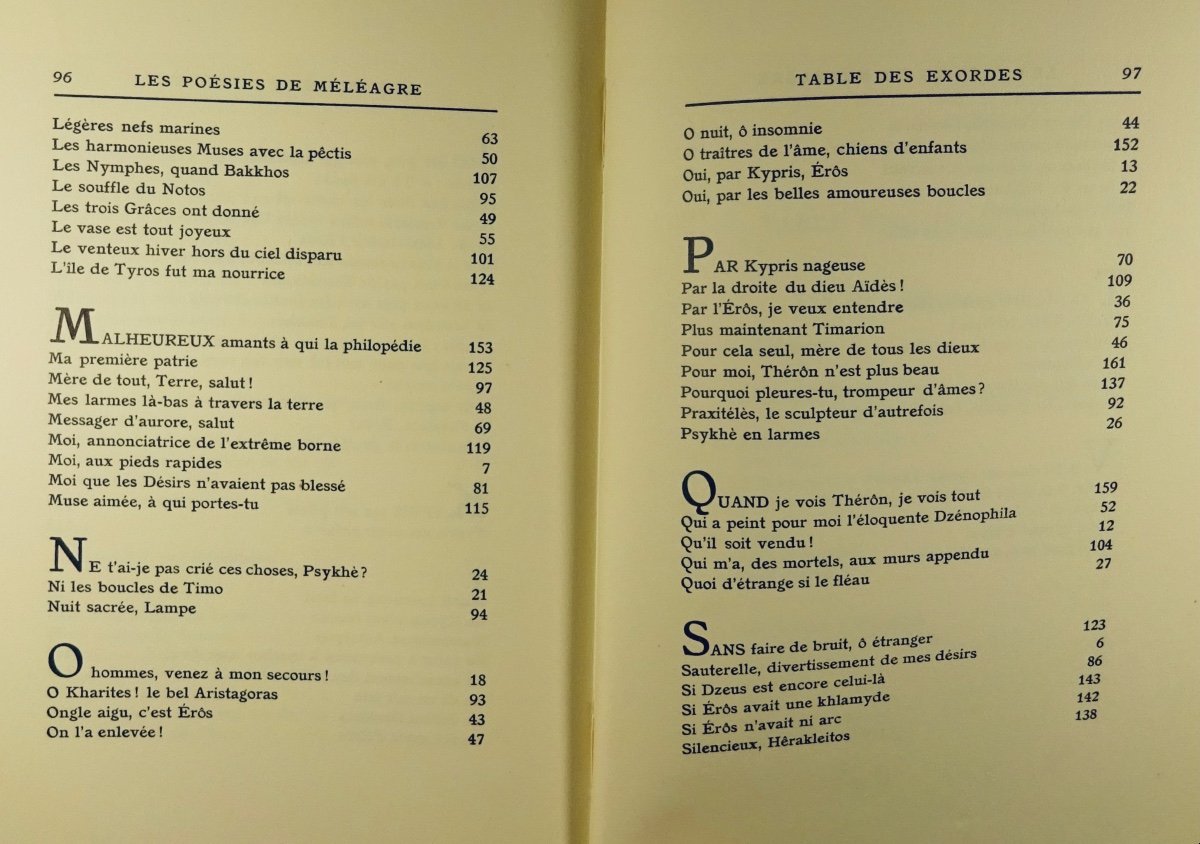 96 LES POÉSIES DE MÉLÉAGRE
Légères nefs marines 63
Les harmonieuses Muses avec la pêctis 50
Les Nymphes, quand Bakkhos 107
Le souffle du Notos 95
Les trois Grâces ont donné 49
Le vase est tout joyeux 55
Le venteux hiver hors du ciel disparu 101
L'île de Tyros fut ma nourrice 124
MALHEUREUX amants à qui la philopédie 153
Ma première patrie 125
Mère de tout, Terre, salut ! 97
Mes larmes là-bas à travers la terre 48
Messager d'aurore, salut 69
Moi, annonciatrice de l'extrême borne 119
Moi, aux pieds rapides 7
Moi que les Désirs n'avaient pas blessé 81
Muse aimée, à qui portes-tu 115
NE t'ai-je pas crié ces choses, Psykhè ? 24
Ni les boucles de Timo 21
Nuit sacrée, Lampe 94
O hommes, venez à mon secours ! 18
O Kharites ! le bel Aristagoras 93
Ongle aigu, c'est Érôs 43
On l'a enlevée ! 47
TABLE DES EXORDES 97
O nuit, ô insomnie 44
O traîtres de l'âme, chiens d'enfants 152
Oui, par Kypris, Érôs 13
Oui, par les belles amoureuses boucles 22
PAR Kypris nageuse 70
Par la droite du dieu Aïdès ! 109
Par l'Érôs, je veux entendre 36
Plus maintenant Timarion 75
Pour cela seul, mère de tous les dieux 46
Pour moi, Thérôn n'est plus beau 161
Pourquoi pleures-tu, trompeur d'âmes ? 137
Praxitélès, le sculpteur d'autrefois 92
Psykhè en larmes 26
QUAND je vois Thérôn, je vois tout 159
Qui a peint pour moi l'éloquente Dzénophila 52
Qu'il soit vendu ! 12
Qui m'a, des mortels, aux murs appendu 104
Quoi d'étrange si le fléau 27
SANS faire de bruit, ô étranger 123
Sauterelle, divertissement de mes désirs 6
Si Dzeus est encore celui-là 86
Si Érôs avait une khlamyde 143
Si Érôs n'avait ni arc 142
Silencieux, Hêrakleitos 138